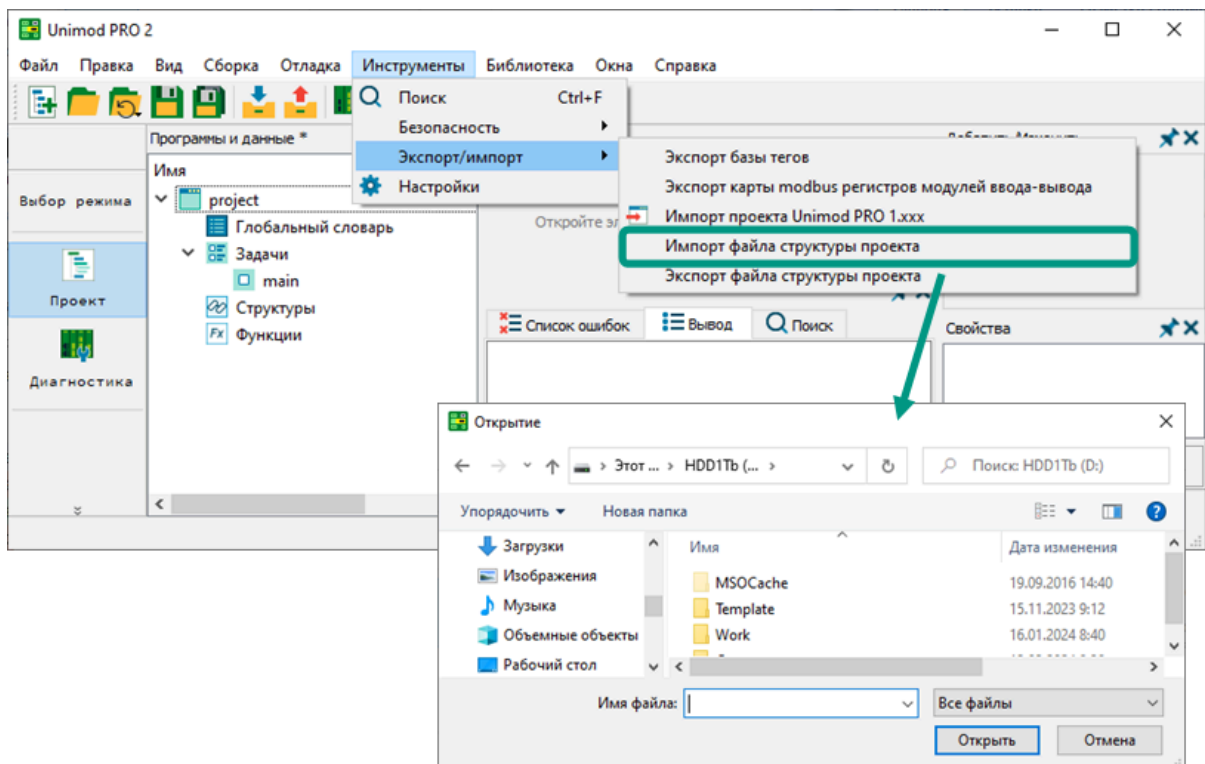 Unimod PRO 2
Файл Правка Вид Сборка Отладка Инструменты Библиотека Окна Справка
Поиск Ctrl+F
Безопасность
Экспорт/импорт
Настройки
Экспорт базы тегов
Экспорт карты modbus регистров модулей ввода-вывода
Импорт проекта Unimod PRO 1.xxx
Импорт файла структуры проекта
Экспорт файла структуры проекта
Выбор режима
Проект
Диагностика
Программы и данные *
Имя
project
Глобальный словарь
Задачи
main
Структуры
Fx Функции
Откройте
Список ошибок Вывод Поиск
Свойства
Открытие
Этот ... › HDD1Tb (... ›
Поиск: HDD1Tb (D:)
Упорядочить Новая папка
Загрузки
Изображения
Музыка
Объемные объекты
Рабочий стол
Имя Дата изменения
MSOCache 19.09.2016 14:40
Template 15.11.2023 9:12
Work 16.01.2024 8:40
Имя файла: Все файлы
Открыть Отмена